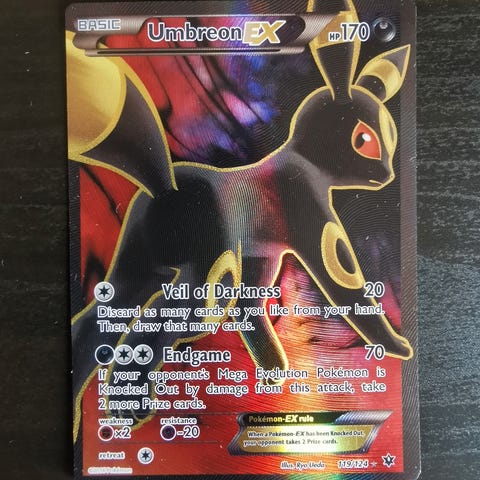 BASIC Umbreon EX HP170
Veil of Darkness 20
Discard as many cards as you like from your hand.
Then, draw that many cards.
Endgame 70
If your opponent's Mega Evolution Pokémon is
Knocked Out by damage from this attack, take
2 more Prize cards.
weakness resistance
×2 -20
retreat
Pokémon-EX rule
When a Pokémon-EX has been Knocked Out,
your opponent takes 2 Prize cards.
Illus. Ryo Ueda 119/124